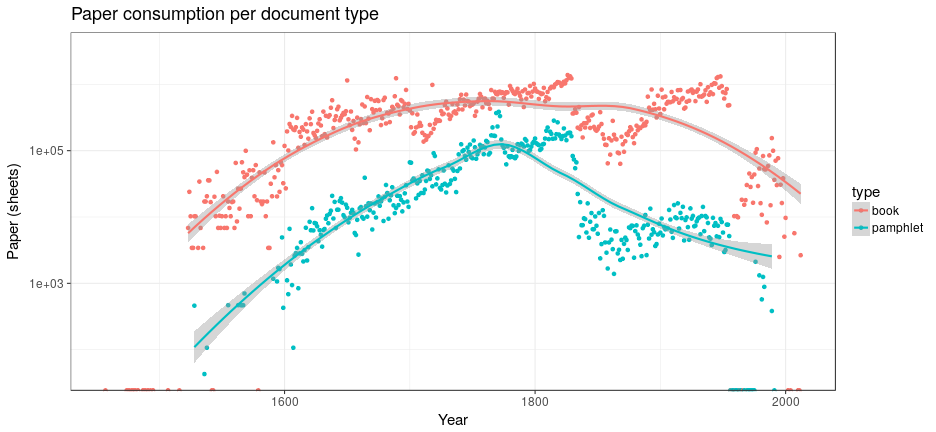 Paper consumption per document type
Paper (sheets)
1e+05
1e+03
1600
1800
2000
Year
type
book
pamphlet